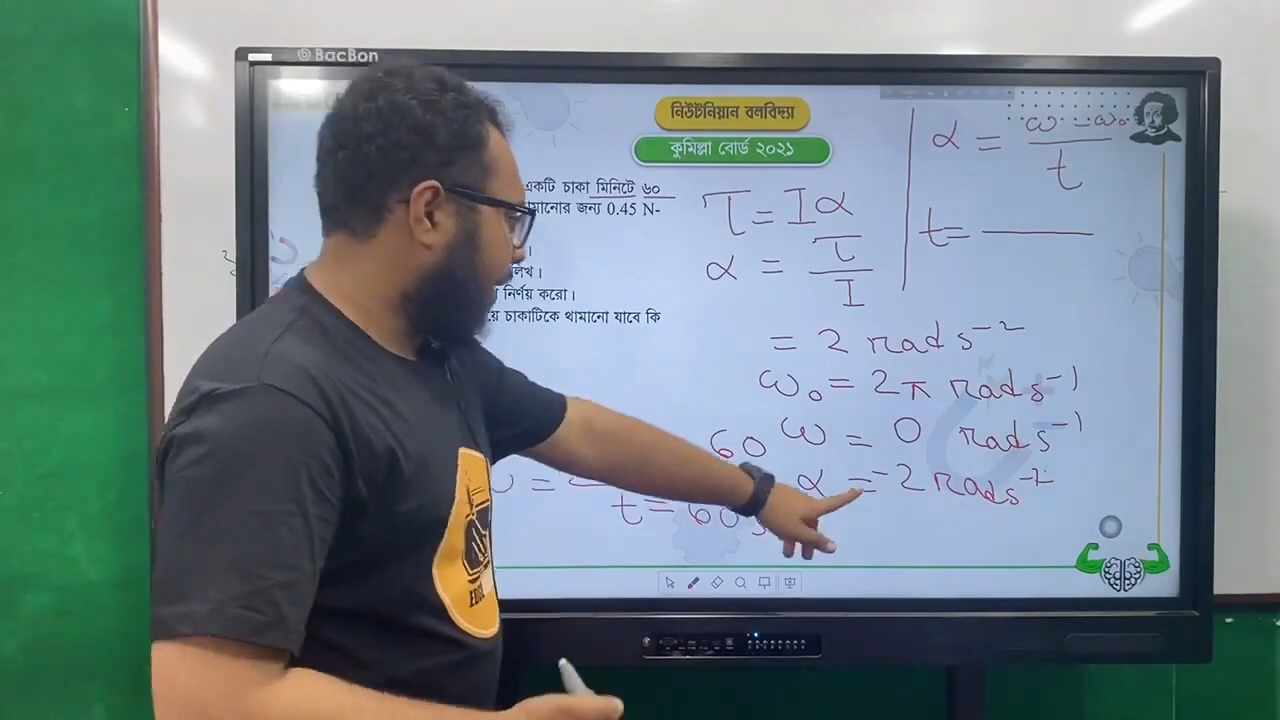 BacBon
নিউটনিয়ান বলবিদ্যা
কুমিল্লা বোর্ড ২০২১
একটি চাকা মিনিটে ৬০
থামানোর জন্য 0.45 N-
লিখ।
নির্ণয় করো।
চাকাটিকে থামানো যাবে কি
τ = Iα
α = τ/I
= 2 rad s⁻²
ω₀ = 2π rad s⁻¹
ω = 0 rad s⁻¹
α = -2 rad s⁻²
60
t = 60 s
α = (ω - ω₀)/t
t =